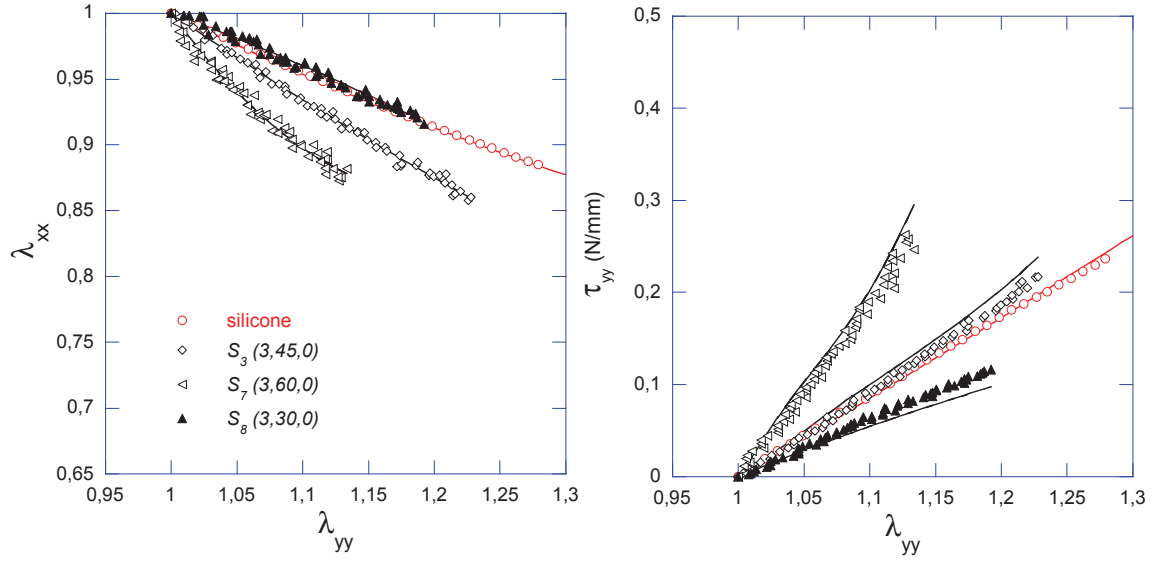 1
0,95
0,9
0,85
0,8
0,75
0,7
0,65
λxx
silicone
S3 (3,45,0)
S7 (3,60,0)
S8 (3,30,0)
0,95 1 1,05 1,1 1,15 1,2 1,25 1,3
λyy
0,5
0,4
0,3
0,2
0,1
0
τyy (N/mm)
0,95 1 1,05 1,1 1,15 1,2 1,25 1,3
λyy